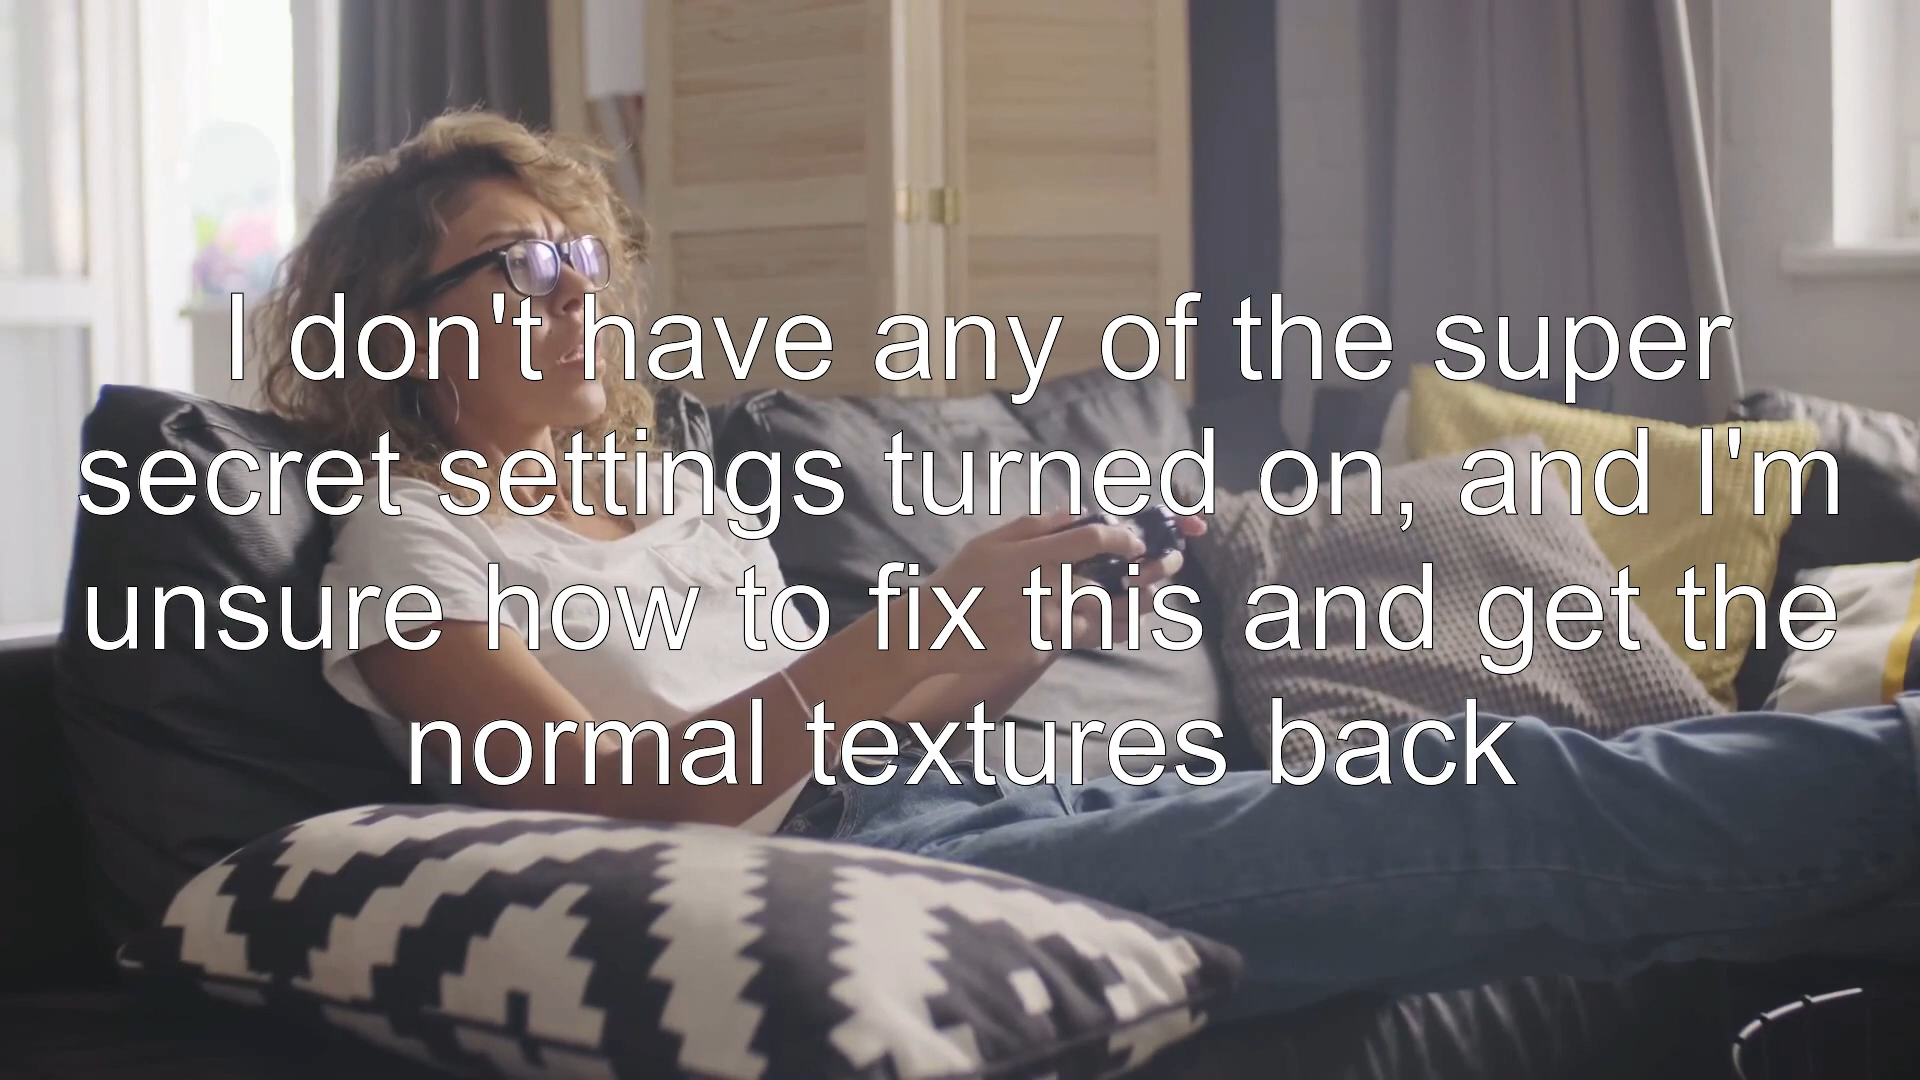 I don't have any of the super
secret settings turned on, and I'm
unsure how to fix this and get the
normal textures back